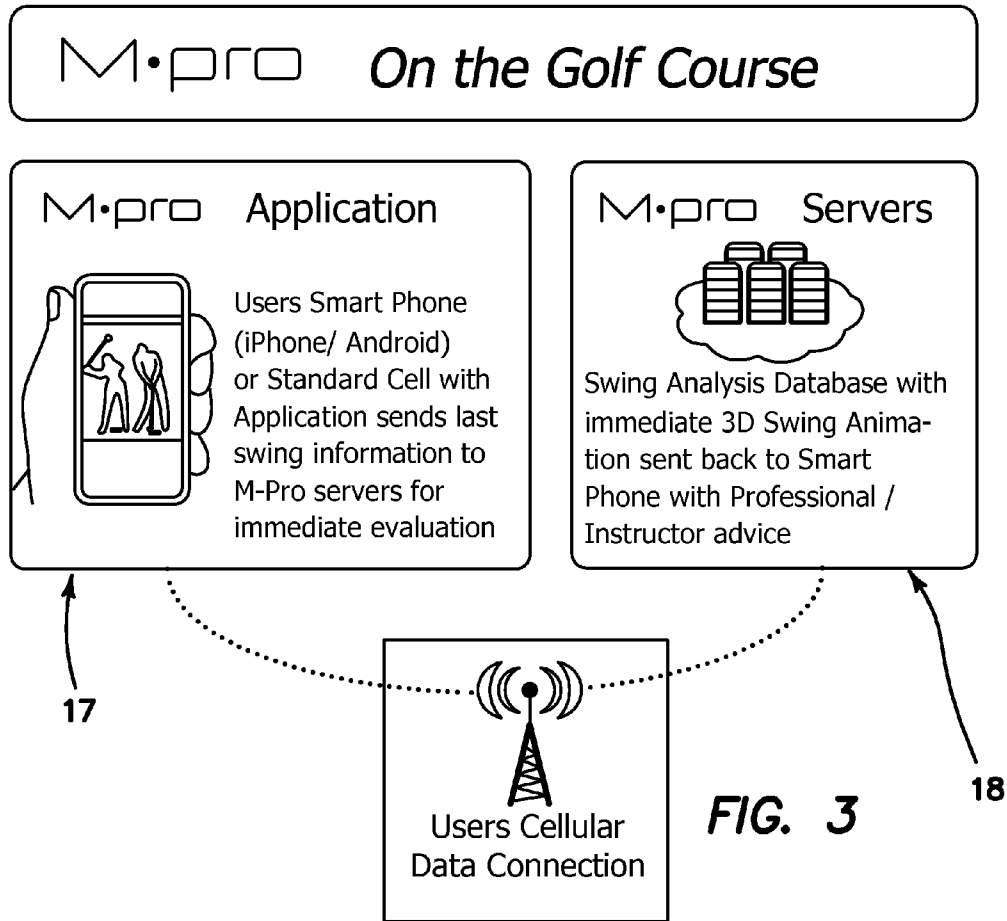 M•pro On the Golf Course
M•pro Application
Users Smart Phone
(iPhone/ Android)
or Standard Cell with
Application sends last
swing information to
M-Pro servers for
immediate evaluation
M•pro Servers
Swing Analysis Database with
immediate 3D Swing Anima-
tion sent back to Smart
Phone with Professional /
Instructor advice
17
18
Users Cellular
Data Connection
FIG. 3